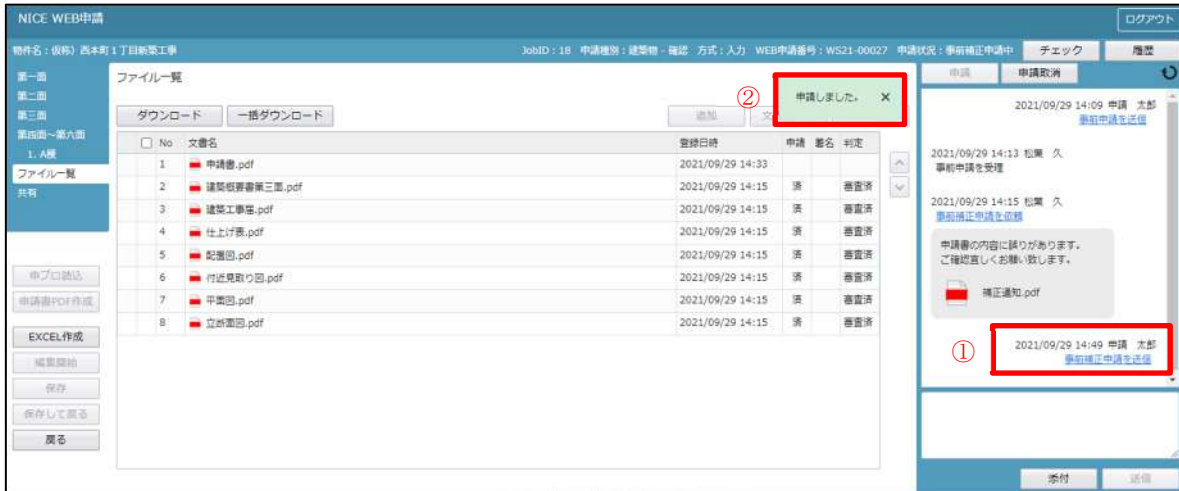 NICE WEB申請
ログアウト
物件名：仮称）西本町１丁目新築工事
JobID：18 申請種別：建築物 - 確認 方式：入力 WEB申請番号：WS21-00027 申請状況：事前補正申請中
チェック
履歴
第一面
第二面
第三面
第四面～第六面
1. A棟
ファイル一覧
共有
申プロ読込
申請書PDF作成
EXCEL作成
編集開始
保存
保存して戻る
戻る
ファイル一覧
②
申請しました。 ×
ダウンロード
一括ダウンロード
追加
文
No 文書名 登録日時 申請 署名 判定
1 申請書.pdf 2021/09/29 14:33
2 建築概要書第三面.pdf 2021/09/29 14:15 済 審査済
3 建築工事届.pdf 2021/09/29 14:15 済 審査済
4 仕上げ表.pdf 2021/09/29 14:15 済 審査済
5 配置図.pdf 2021/09/29 14:15 済 審査済
6 付近見取り図.pdf 2021/09/29 14:15 済 審査済
7 平面図.pdf 2021/09/29 14:15 済 審査済
8 立断面図.pdf 2021/09/29 14:15 済 審査済
申請
申請取消
2021/09/29 14:09 申請 太郎
事前申請を送信
2021/09/29 14:13 松葉 久
事前申請を受理
2021/09/29 14:15 松葉 久
事前補正申請を依頼
申請書の内容に誤りがあります。
ご確認宜しくお願い致します。
補正通知.pdf
①
2021/09/29 14:49 申請 太郎
事前補正申請を送信
添付
送信